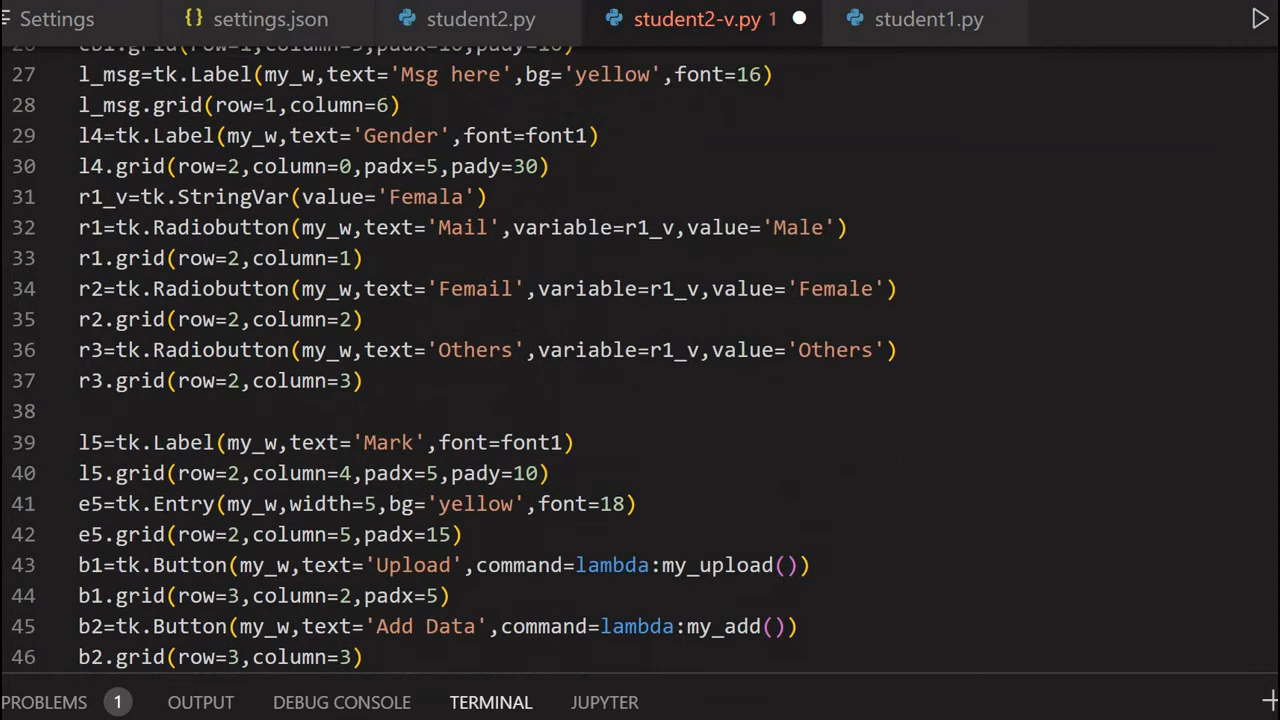 Settings
settings.json
student2.py
student2-v.py 1
student1.py
27 l_msg=tk.Label(my_w,text='Msg here',bg='yellow',font=16)
28 l_msg.grid(row=1,column=6)
29 l4=tk.Label(my_w,text='Gender',font=font1)
30 l4.grid(row=2,column=0,padx=5,pady=30)
31 r1_v=tk.StringVar(value='Femala')
32 r1=tk.Radiobutton(my_w,text='Mail',variable=r1_v,value='Male')
33 r1.grid(row=2,column=1)
34 r2=tk.Radiobutton(my_w,text='Femail',variable=r1_v,value='Female')
35 r2.grid(row=2,column=2)
36 r3=tk.Radiobutton(my_w,text='Others',variable=r1_v,value='Others')
37 r3.grid(row=2,column=3)
38
39 l5=tk.Label(my_w,text='Mark',font=font1)
40 l5.grid(row=2,column=4,padx=5,pady=10)
41 e5=tk.Entry(my_w,width=5,bg='yellow',font=18)
42 e5.grid(row=2,column=5,padx=15)
43 b1=tk.Button(my_w,text='Upload',command=lambda:my_upload())
44 b1.grid(row=3,column=2,padx=5)
45 b2=tk.Button(my_w,text='Add Data',command=lambda:my_add())
46 b2.grid(row=3,column=3)
PROBLEMS 1 OUTPUT DEBUG CONSOLE TERMINAL JUPYTER